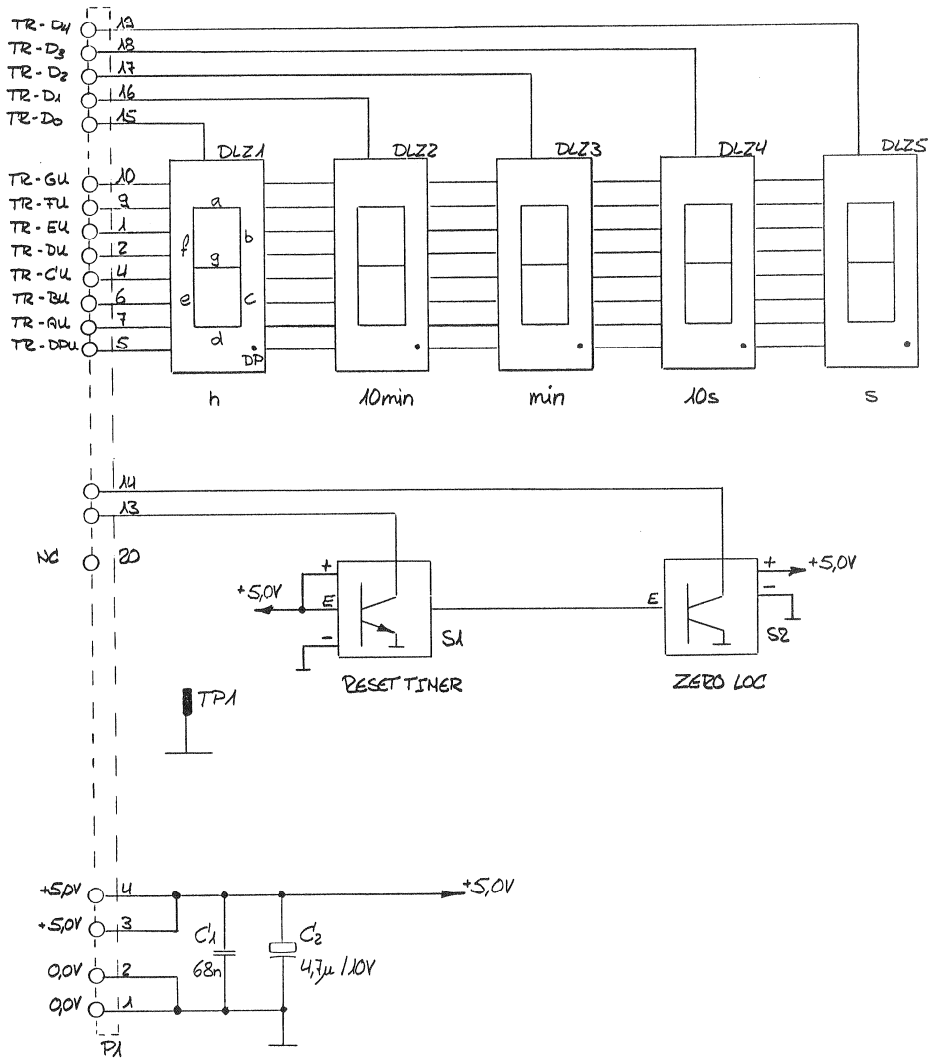 TR-D4 19
TR-D3 18
TR-D2 17
TR-D1 16
TR-D0 15
DLZ1 DLZ2 DLZ3 DLZ4 DLZ5
TR-GU 10
TR-FU 9
TR-EU 1
TR-DU 2
TR-CU 4
TR-BU 6
TR-AU 7
TR-DPU 5
a
f b
g
e c
d
DP
h 10min min 10s s
14
13
NC 20
+5,0V + E - S1
RESET TIMER
E + - +5,0V S2
ZERO LOC
TP1
+5,0V 4 +5,0V
+5,0V 3
C1 68n
C2 4,7µ/10V
0,0V 2
0,0V 1
P1